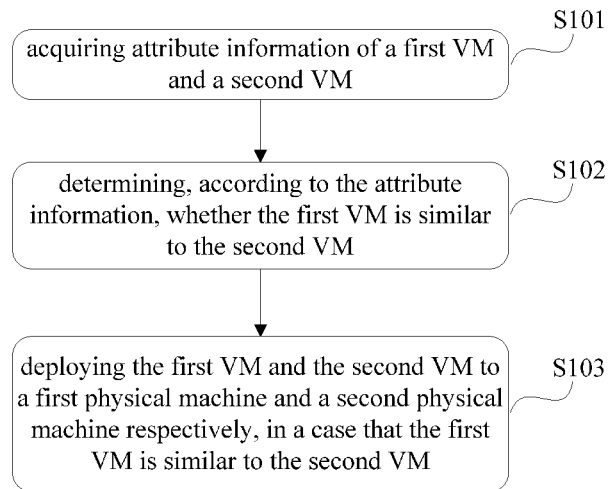 S101
acquiring attribute information of a first VM
and a second VM
S102
determining, according to the attribute
information, whether the first VM is similar
to the second VM
S103
deploying the first VM and the second VM to
a first physical machine and a second physical
machine respectively, in a case that the first
VM is similar to the second VM